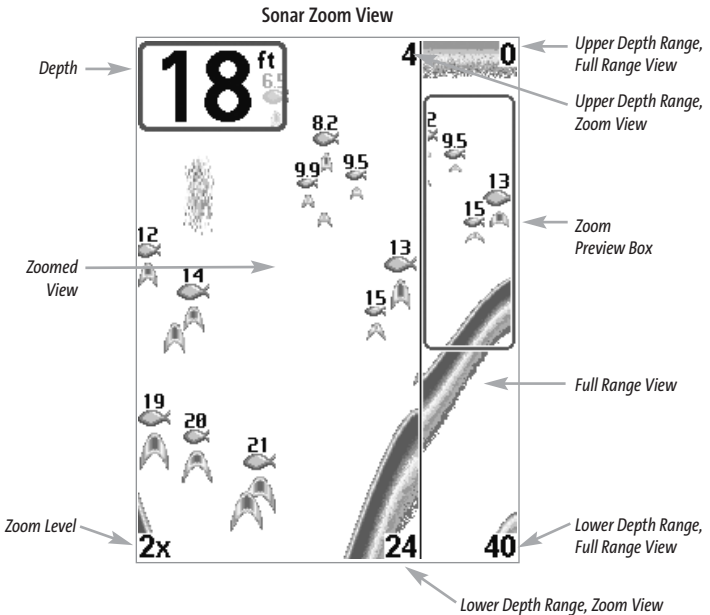 Sonar Zoom View
Depth
18 ft
6.5
4
0
Upper Depth Range,
Full Range View
Upper Depth Range,
Zoom View
8.2
9.9
9.5
2
9.5
13
15
Zoom
Preview Box
12
14
13
15
Zoomed
View
Full Range View
19
20
21
Zoom Level
2x
24
40
Lower Depth Range,
Full Range View
Lower Depth Range, Zoom View